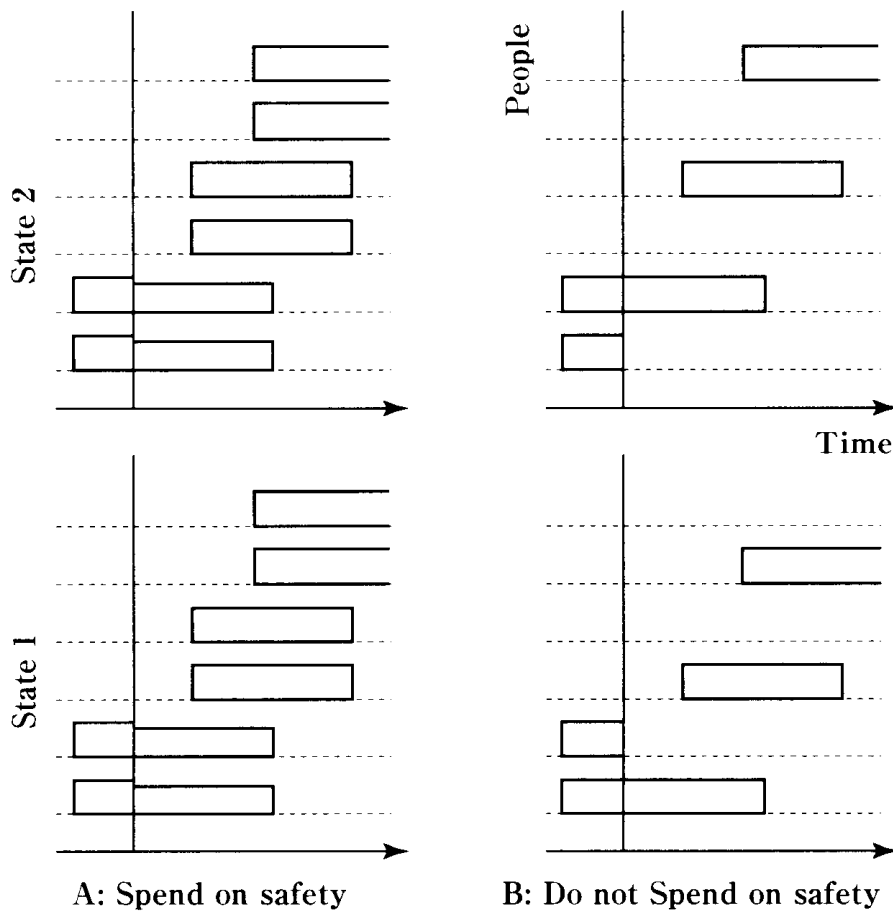 People
State 2
Time
State 1
A: Spend on safety
B: Do not Spend on safety